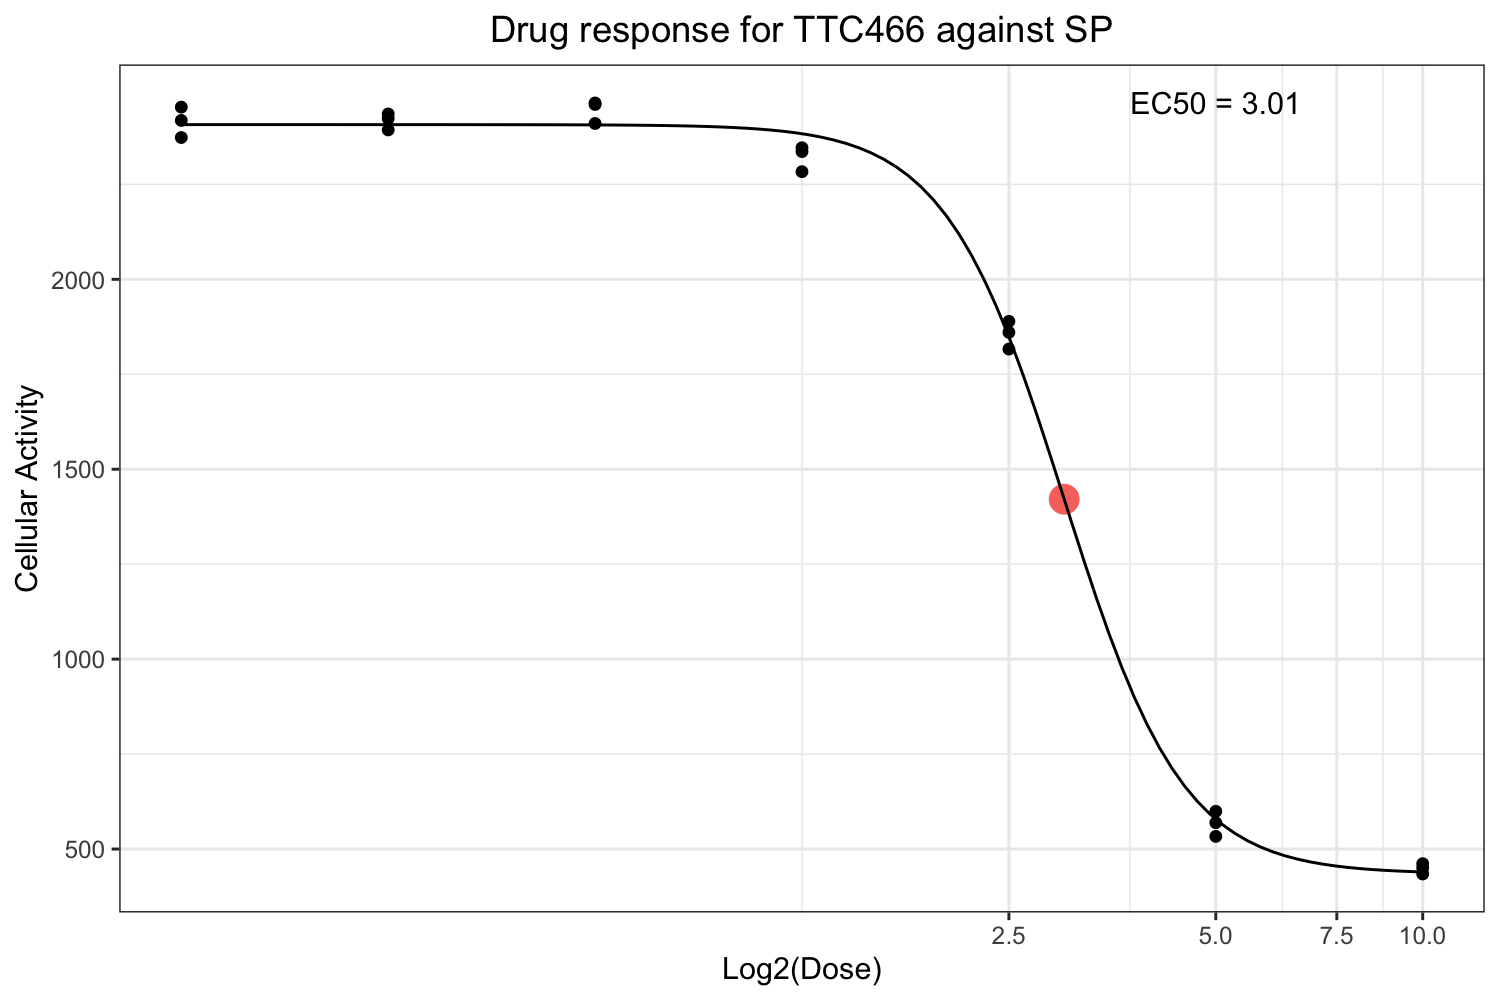 Drug response for TTC466 against SP
EC50 = 3.01
2000
1500
1000
500
Cellular Activity
2.5 5.0 7.5 10.0
Log2(Dose)